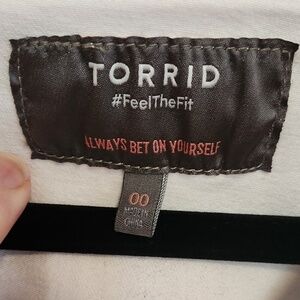 TORRID
#FeelTheFit
ALWAYS BET ON YOURSELF
00
MADE IN
CHINA